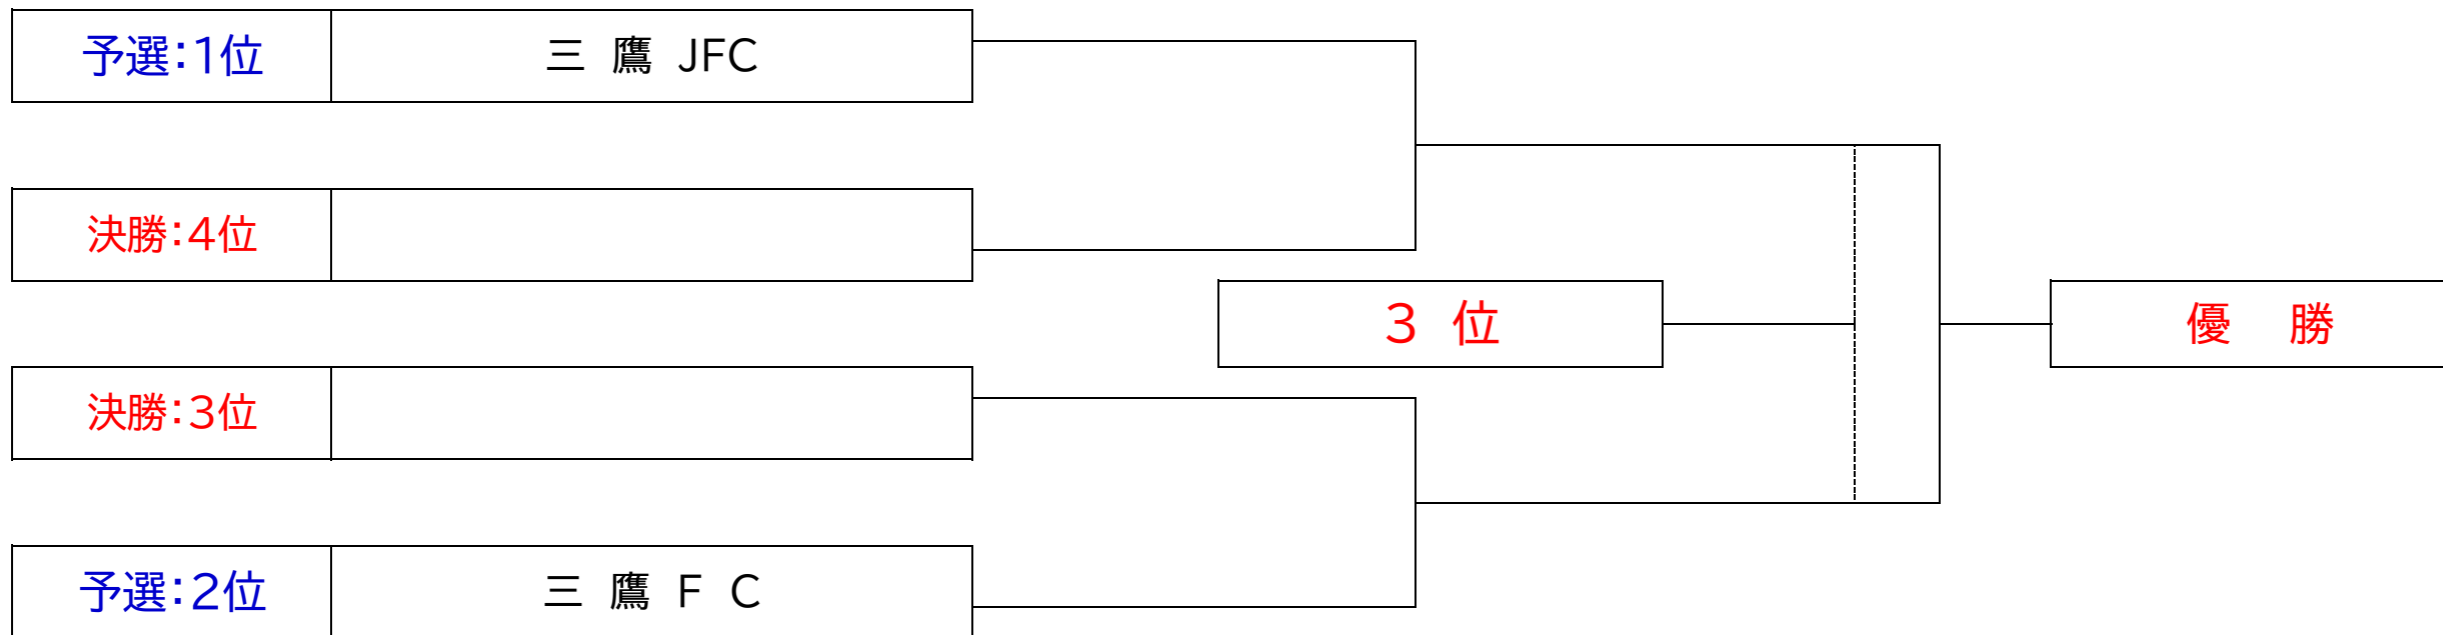 予選：1位 三 鷹 JFC
決勝：4位
3 位
優 勝
決勝：3位
予選：2位 三 鷹 F C